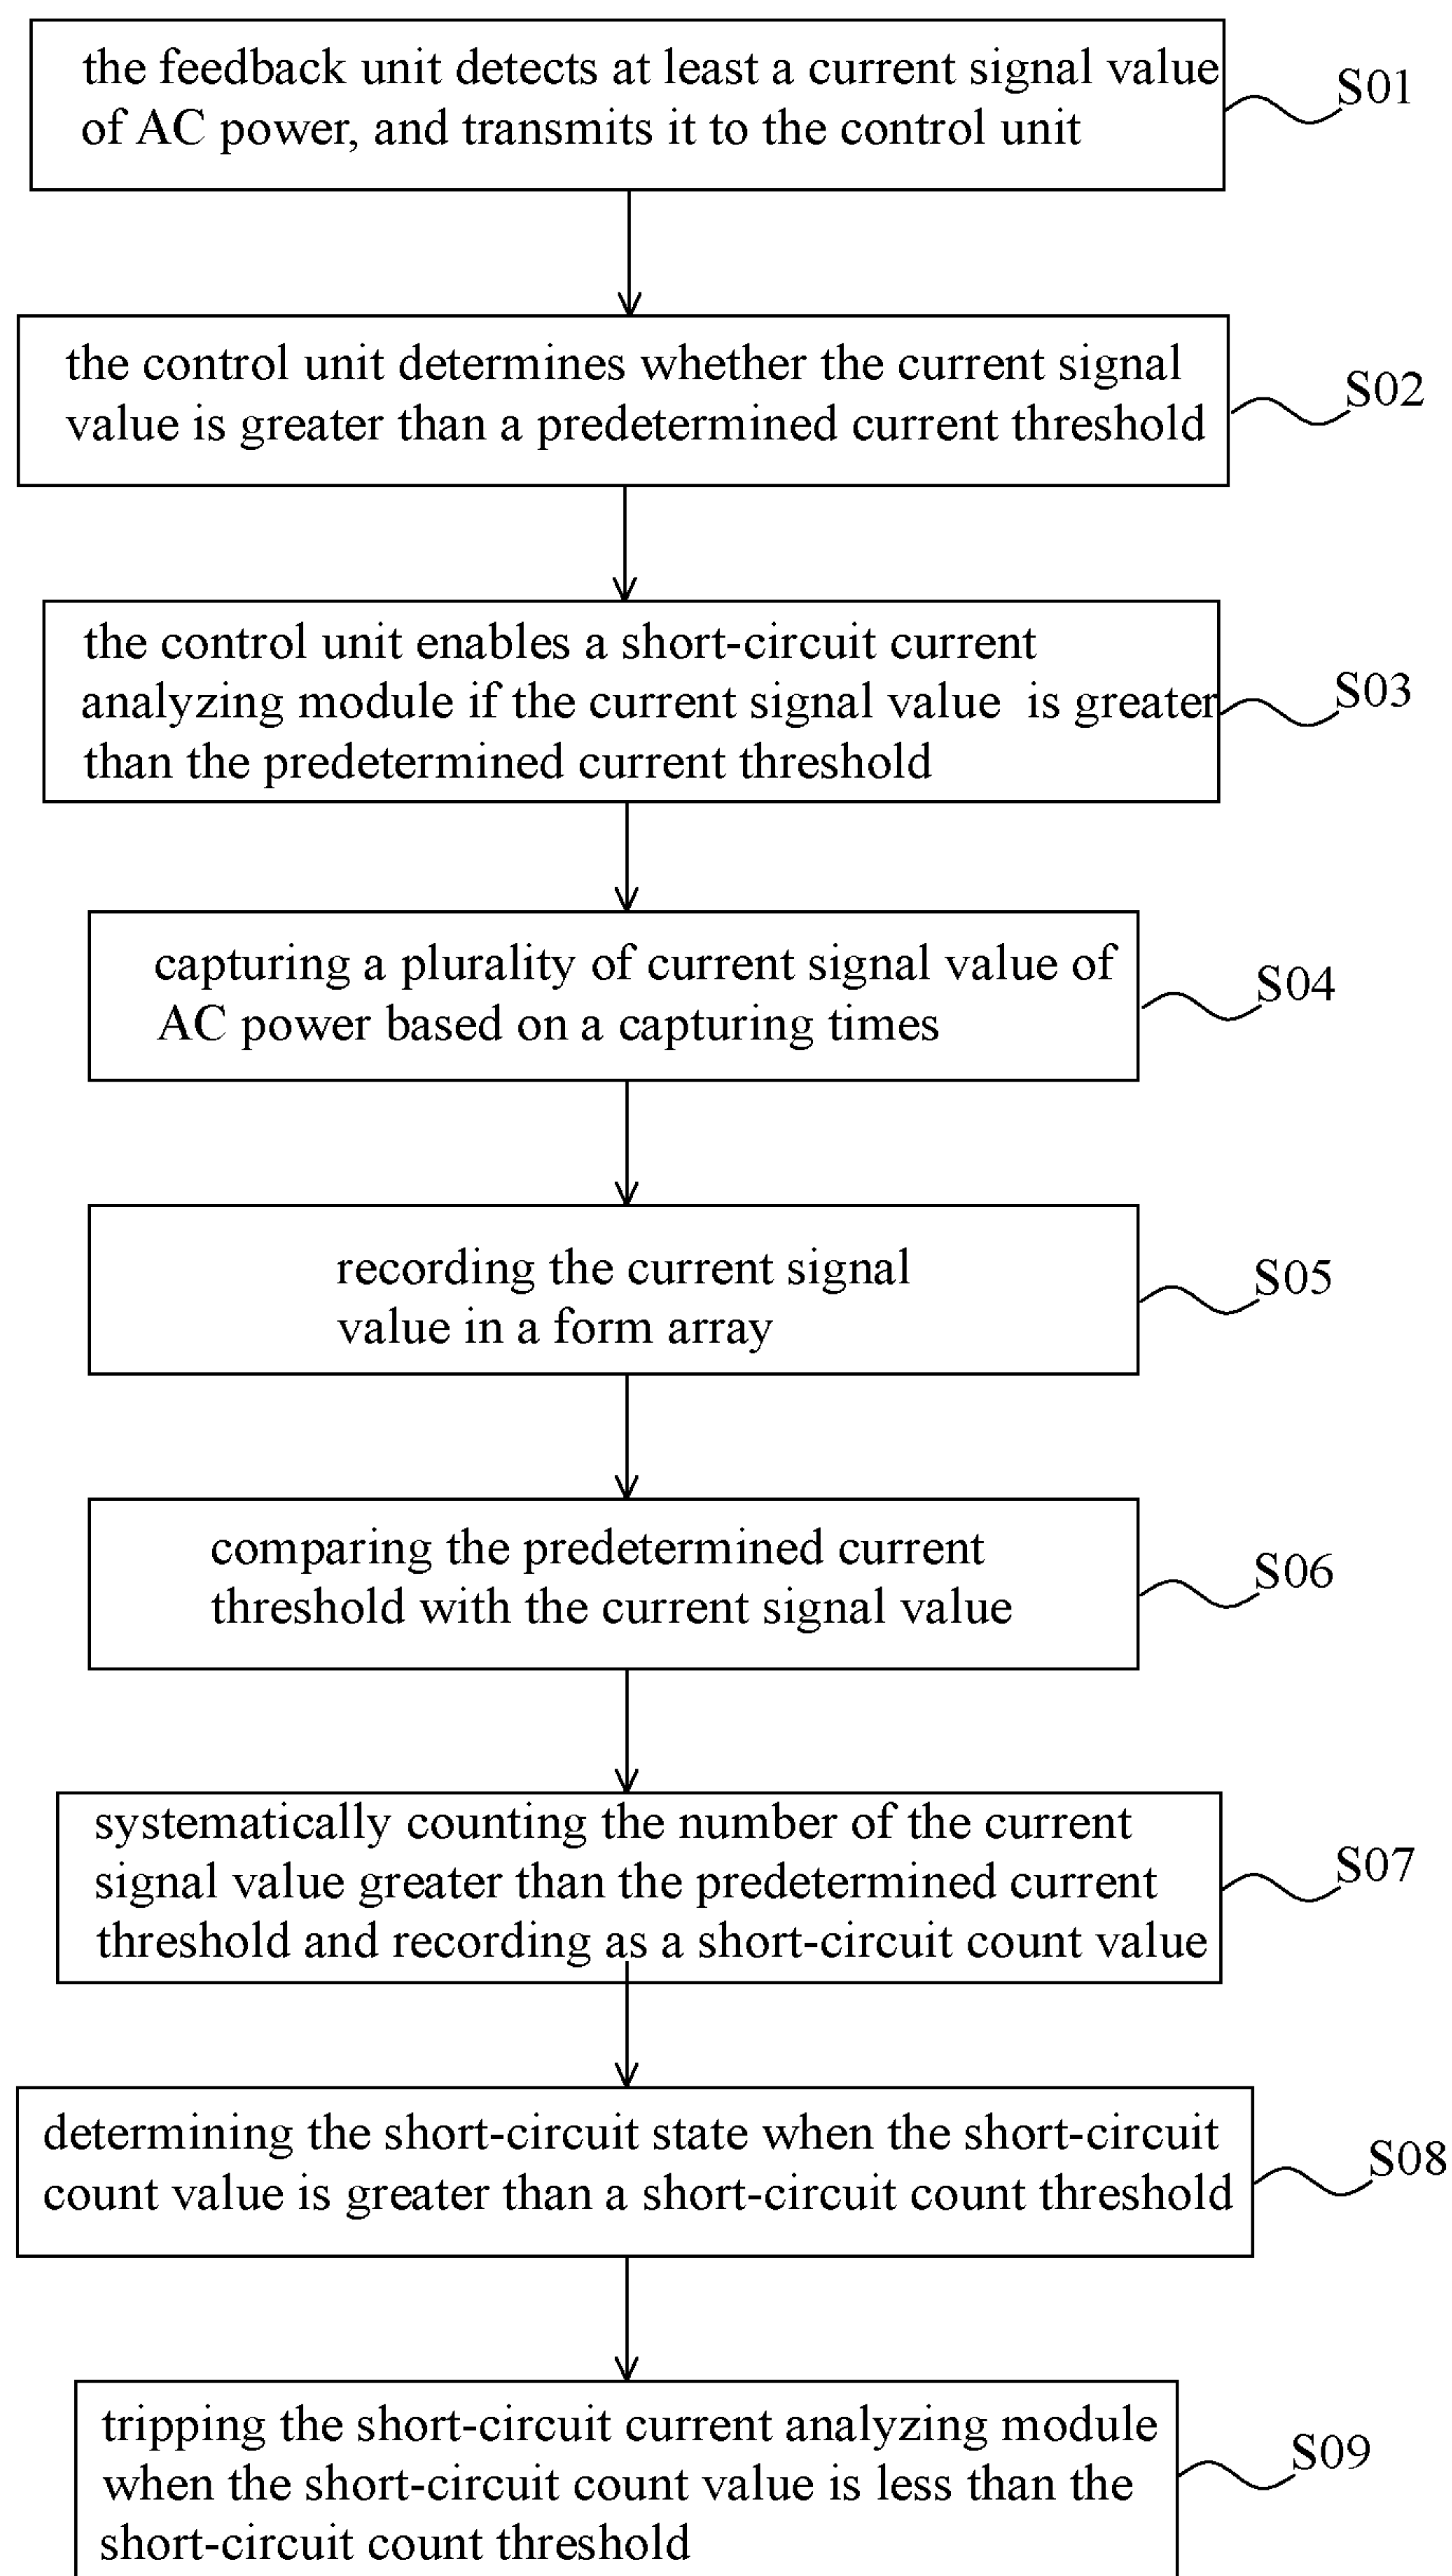 the feedback unit detects at least a current signal value
of AC power, and transmits it to the control unit
S01
the control unit determines whether the current signal
value is greater than a predetermined current threshold
S02
the control unit enables a short-circuit current
analyzing module if the current signal value is greater
than the predetermined current threshold
S03
capturing a plurality of current signal value of
AC power based on a capturing times
S04
recording the current signal
value in a form array
S05
comparing the predetermined current
threshold with the current signal value
S06
systematically counting the number of the current
signal value greater than the predetermined current
threshold and recording as a short-circuit count value
S07
determining the short-circuit state when the short-circuit
count value is greater than a short-circuit count threshold
S08
tripping the short-circuit current analyzing module
when the short-circuit count value is less than the
short-circuit count threshold
S09